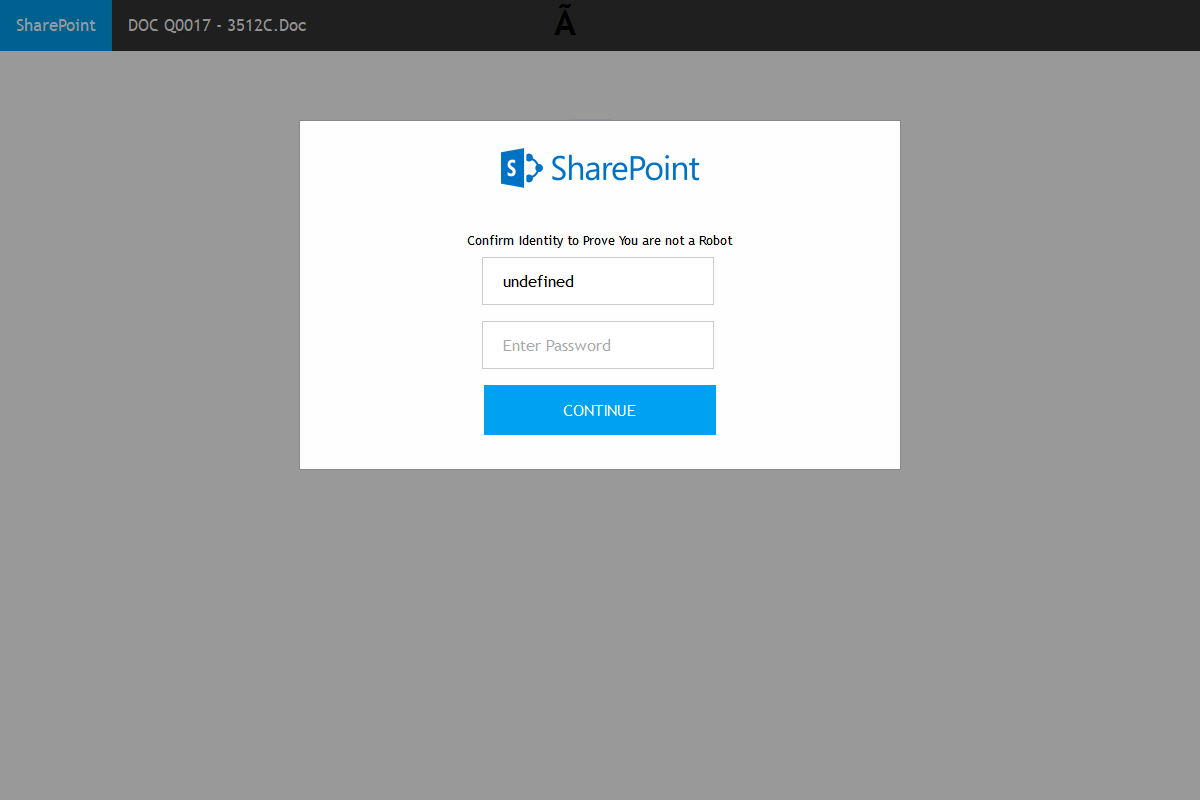 SharePoint
DOC Q0017 - 3512C.Doc
Ã
S SharePoint
Confirm Identity to Prove You are not a Robot
undefined
Enter Password
CONTINUE